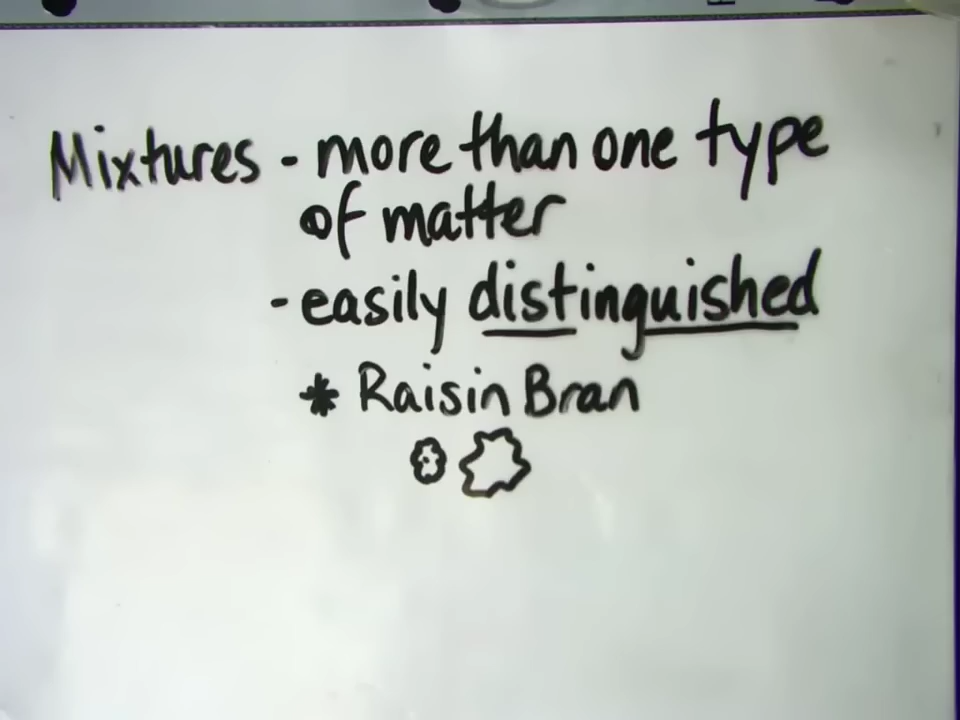 Mixtures - more than one type
of matter
- easily distinguished
* Raisin Bran